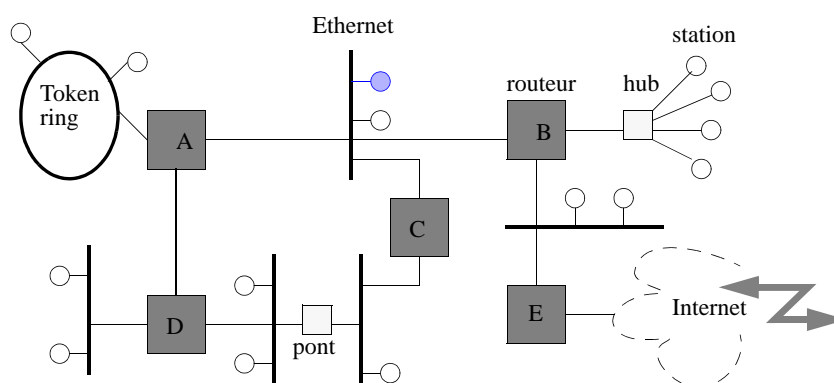 Ethernet
station
routeur
hub
Token
ring
A
B
C
D
pont
E
Internet